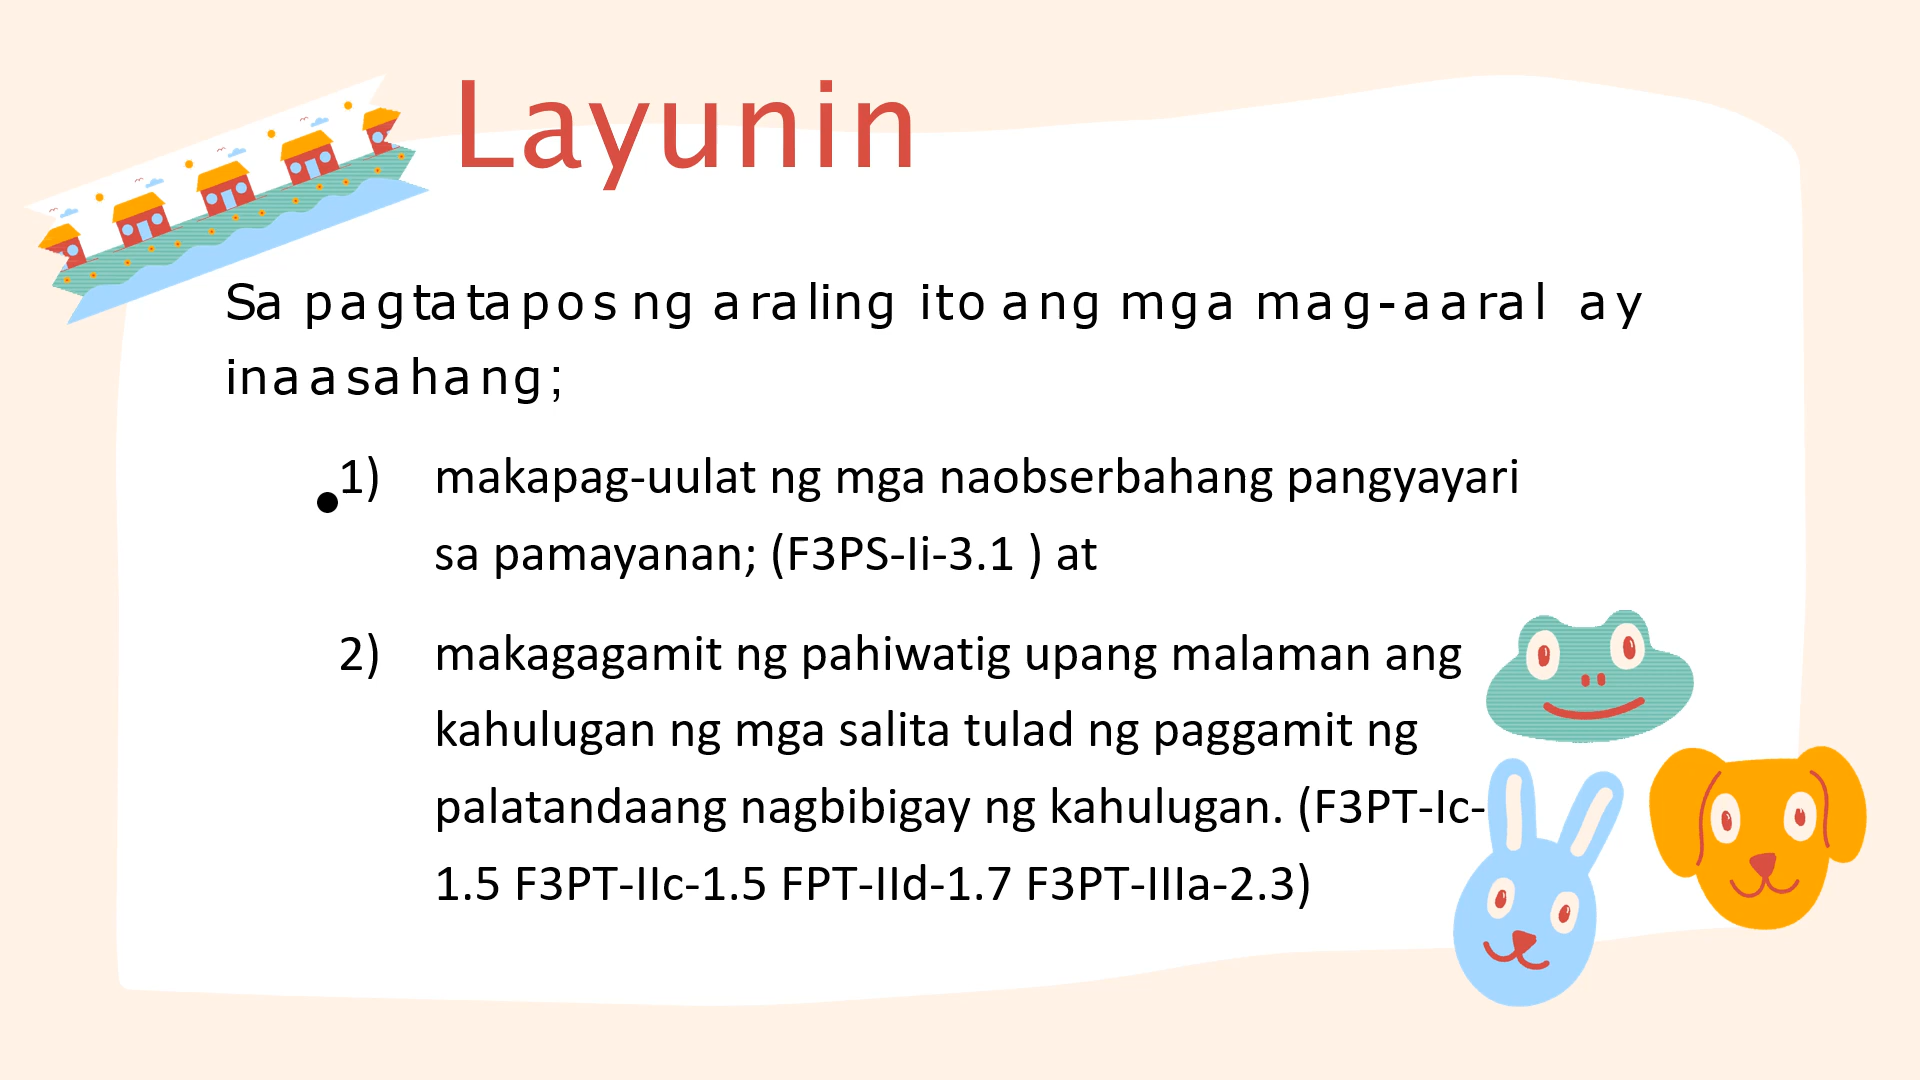 Layunin
Sa pagtatapos ng araling ito ang mga mag-aaral ay
inaasahang;
• 1) makapag-uulat ng mga naobserbahang pangyayari
sa pamayanan; (F3PS-Ii-3.1 ) at
2) makagagamit ng pahiwatig upang malaman ang
kahulugan ng mga salita tulad ng paggamit ng
palatandaang nagbibigay ng kahulugan. (F3PT-Ic-
1.5 F3PT-IIc-1.5 FPT-IId-1.7 F3PT-IIIa-2.3)